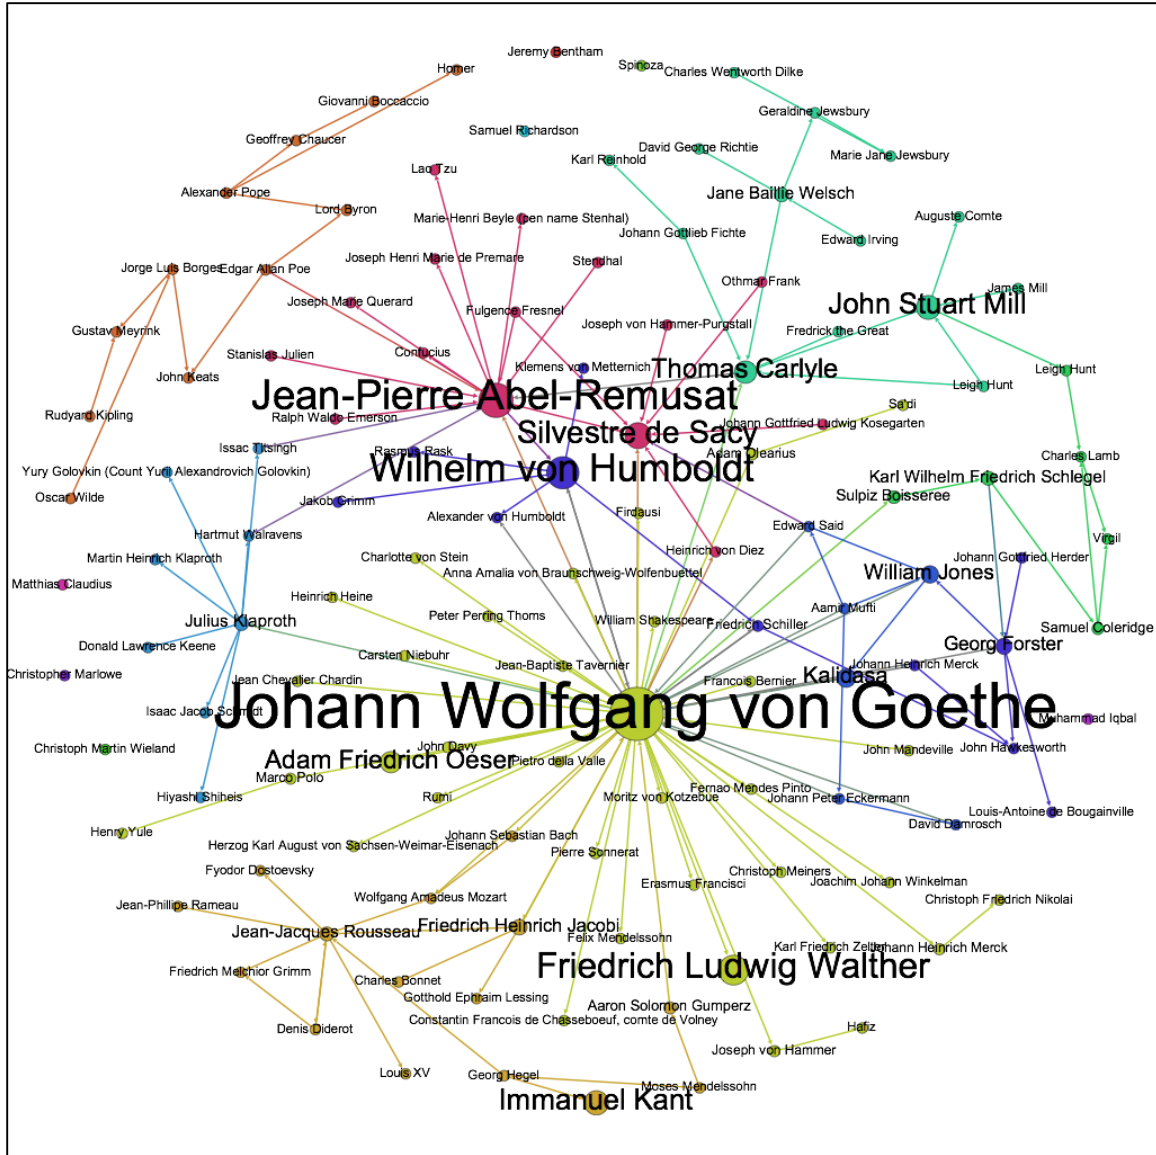 Jeremy Bentham
Spinoza
Homer
Charles Wentworth Dilke
Giovanni Boccaccio
Geraldine Jewsbury
Samuel Richardson
Geoffrey Chaucer
David George Richtie
Marie Jane Jewsbury
Karl Reinhold
Lao Tzu
Alexander Pope
Jane Baillie Welsch
Lord Byron
Marie-Henri Beyle (pen name Stenhal)
Auguste Comte
Johann Gottlieb Fichte
Edward Irving
Joseph Henri Marie de Premare
Stendhal
Jorge Luis Borges
Edgar Allan Poe
Othmar Frank
James Mill
Joseph Marie Querard
John Stuart Mill
Fulgence Fresnel
Joseph von Hammer-Purgstall
Fredrick the Great
Gustav Meyrink
Stanislas Julien
Confucius
Klemens von Metternich
Thomas Carlyle
Leigh Hunt
John Keats
Leigh Hunt
Jean-Pierre Abel-Remusat
Sa'di
Rudyard Kipling
Ralph Waldo Emerson
Johann Gottfried Ludwig Kosegarten
Silvestre de Sacy
Issac Titsingh
Rasmus Rask
Adam Olearius
Charles Lamb
Yury Golovkin (Count Yurii Alexandrovich Golovkin)
Wilhelm von Humboldt
Karl Wilhelm Friedrich Schlegel
Oscar Wilde
Jakob Grimm
Sulpiz Boisseree
Alexander von Humboldt
Firdausi
Edward Said
Hartmut Walravens
Virgil
Martin Heinrich Klaproth
Charlotte von Stein
Heinrich von Diez
Johann Gottfried Herder
Anna Amalia von Braunschweig-Wolfenbuettel
William Jones
Matthias Claudius
Heinrich Heine
Aamir Mufti
Peter Perring Thoms
William Shakespeare
Friedrich Schiller
Julius Klaproth
Samuel Coleridge
Donald Lawrence Keene
Georg Forster
Carsten Niebuhr
Jean-Baptiste Tavernier
Johann Heinrich Merck
Christopher Marlowe
Jean Chevalier Chardin
Francois Bernier
Kalidasa
Isaac Jacob Schmidt
Johann Wolfgang von Goethe
Muhammad Iqbal
Christoph Martin Wieland
John Davy
John Mandeville
John Hawkesworth
Adam Friedrich Oeser
Pietro della Valle
Marco Polo
Fernao Mendes Pinto
Hiyashi Shiheis
Rumi
Moritz von Kotzebue
Johann Peter Eckermann
Louis-Antoine de Bougainville
Henry Yule
Johann Sebastian Bach
David Damrosch
Herzog Karl August von Sachsen-Weimar-Eisenach
Pierre Sonnerat
Fyodor Dostoevsky
Christoph Meiners
Erasmus Francisci
Joachim Johann Winkelman
Jean-Phillipe Rameau
Wolfgang Amadeus Mozart
Christoph Friedrich Nikolai
Jean-Jacques Rousseau
Friedrich Heinrich Jacobi
Felix Mendelssohn
Karl Friedrich Zelter
Johann Heinrich Merck
Friedrich Melchior Grimm
Charles Bonnet
Friedrich Ludwig Walther
Gotthold Ephraim Lessing
Aaron Solomon Gumperz
Denis Diderot
Constantin Francois de Chasseboeuf, comte de Volney
Hafiz
Joseph von Hammer
Louis XV
Georg Hegel
Moses Mendelssohn
Immanuel Kant